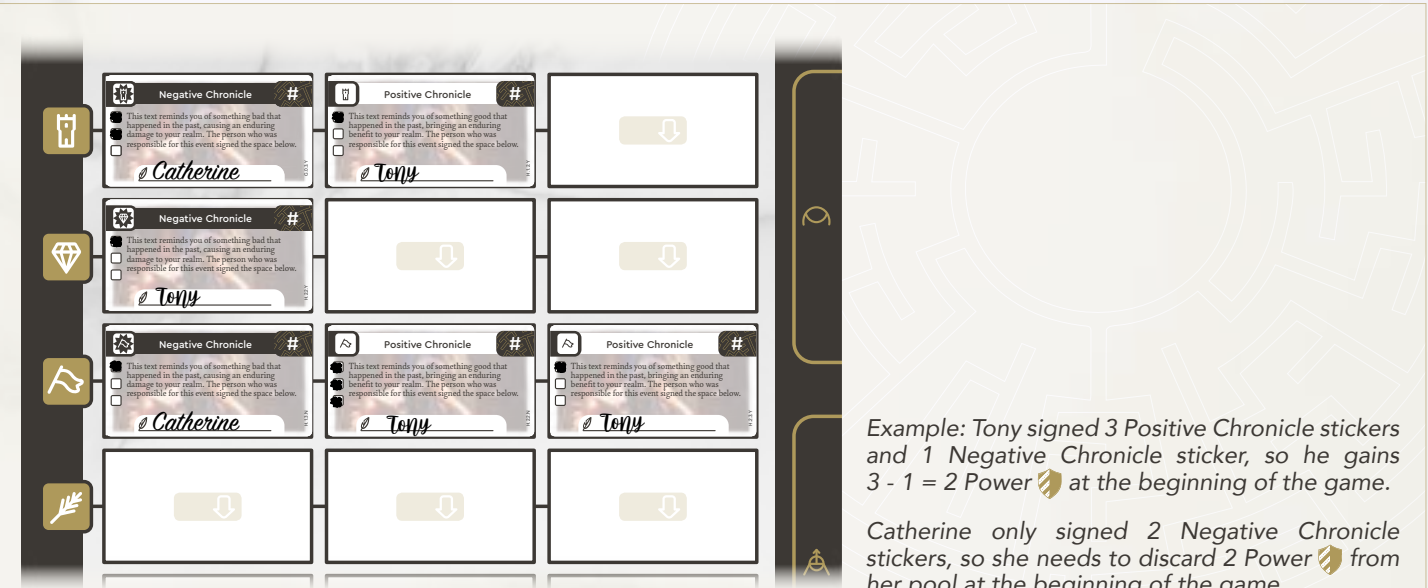 Negative Chronicle #
This text reminds you of something bad that
happened in the past, causing an enduring
damage to your realm. The person who was
responsible for this event signed the space below.
Catherine
Positive Chronicle #
This text reminds you of something good that
happened in the past, bringing an enduring
benefit to your realm. The person who was
responsible for this event signed the space below.
Tony
Negative Chronicle #
This text reminds you of something bad that
happened in the past, causing an enduring
damage to your realm. The person who was
responsible for this event signed the space below.
Tony
Negative Chronicle #
This text reminds you of something bad that
happened in the past, causing an enduring
damage to your realm. The person who was
responsible for this event signed the space below.
Catherine
Positive Chronicle #
This text reminds you of something good that
happened in the past, bringing an enduring
benefit to your realm. The person who was
responsible for this event signed the space below.
Tony
Positive Chronicle #
This text reminds you of something good that
happened in the past, bringing an enduring
benefit to your realm. The person who was
responsible for this event signed the space below.
Tony
Example: Tony signed 3 Positive Chronicle stickers
and 1 Negative Chronicle sticker, so he gains
3 - 1 = 2 Power at the beginning of the game.
Catherine only signed 2 Negative Chronicle
stickers, so she needs to discard 2 Power from
her pool at the beginning of the game.